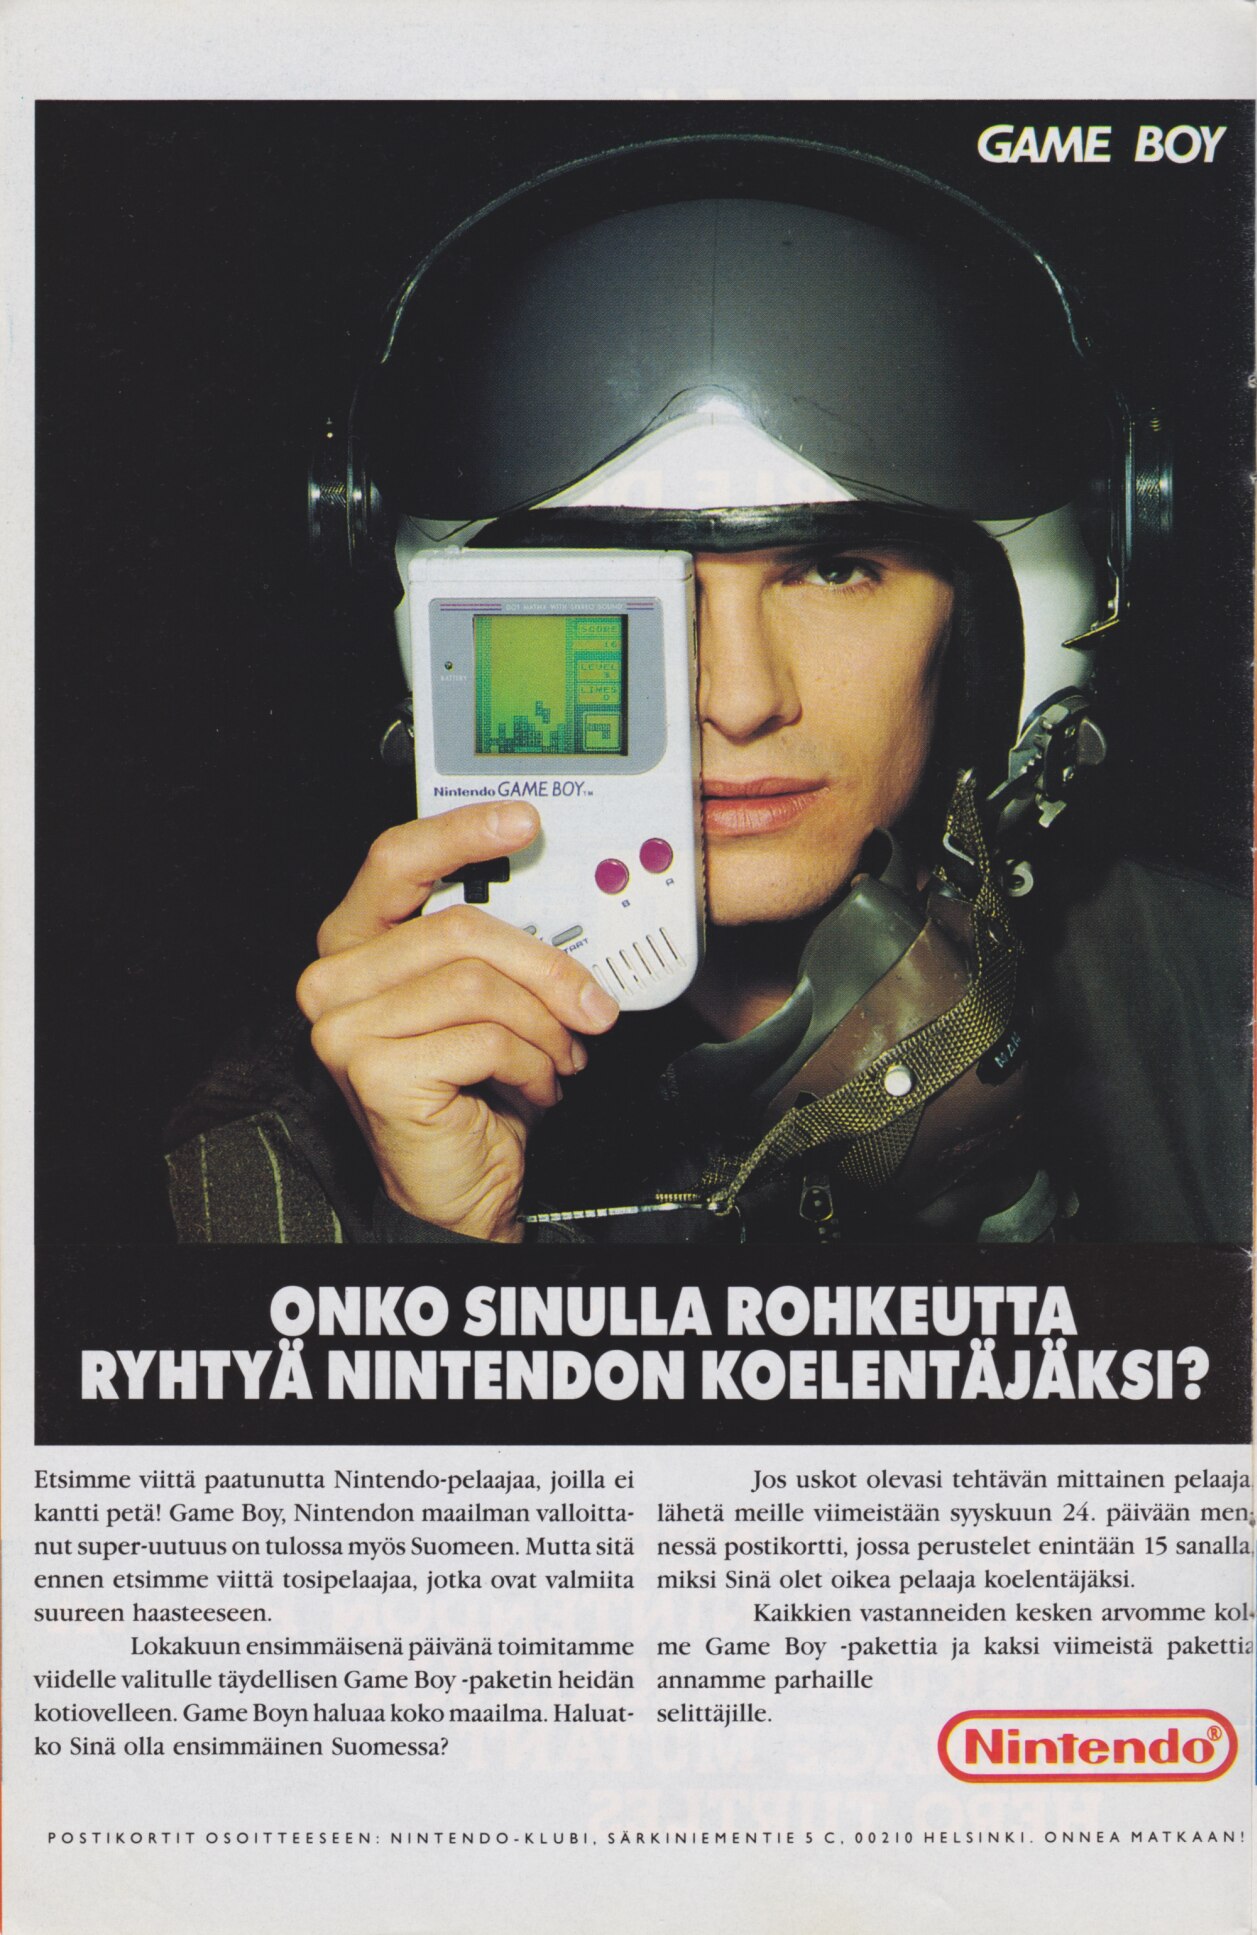 GAME BOY
DOT MATRIX WITH STEREO SOUND
SCORE
16
BATTERY
LEVEL
LINES
0
Nintendo GAME BOY TM
B A
START
ONKO SINULLA ROHKEUTTA
RYHTYÄ NINTENDON KOELENTÄJÄKSI?
Etsimme viittä paatunutta Nintendo-pelaajaa, joilla ei
kantti petä! Game Boy, Nintendon maailman valloitta-
nut super-uutuus on tulossa myös Suomeen. Mutta sitä
ennen etsimme viittä tosipelaajaa, jotka ovat valmiita
suureen haasteeseen.
Lokakuun ensimmäisenä päivänä toimitamme
viidelle valitulle täydellisen Game Boy -paketin heidän
kotiovelleen. Game Boyn haluaa koko maailma. Haluat-
ko Sinä olla ensimmäinen Suomessa?
Jos uskot olevasi tehtävän mittainen pelaaja,
lähetä meille viimeistään syyskuun 24. päivään men-
nessä postikortti, jossa perustelet enintään 15 sanalla,
miksi Sinä olet oikea pelaaja koelentäjäksi.
Kaikkien vastanneiden kesken arvomme kol-
me Game Boy -pakettia ja kaksi viimeistä pakettia
annamme parhaille
selittäjille.
Nintendo®
POSTIKORTIT OSOITTEESEEN: NINTENDO-KLUBI, SÄRKINIEMENTIE 5 C, 00210 HELSINKI. ONNEA MATKAAN!